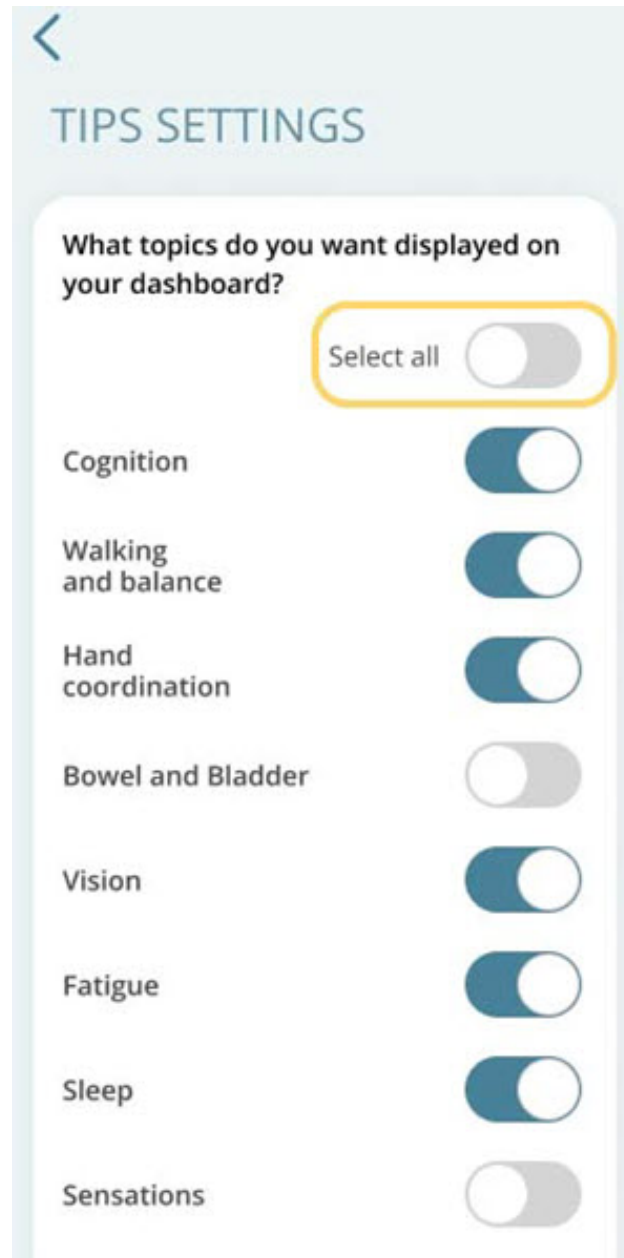 TIPS SETTINGS
What topics do you want displayed on
your dashboard?
Select all
Cognition
Walking
and balance
Hand
coordination
Bowel and Bladder
Vision
Fatigue
Sleep
Sensations